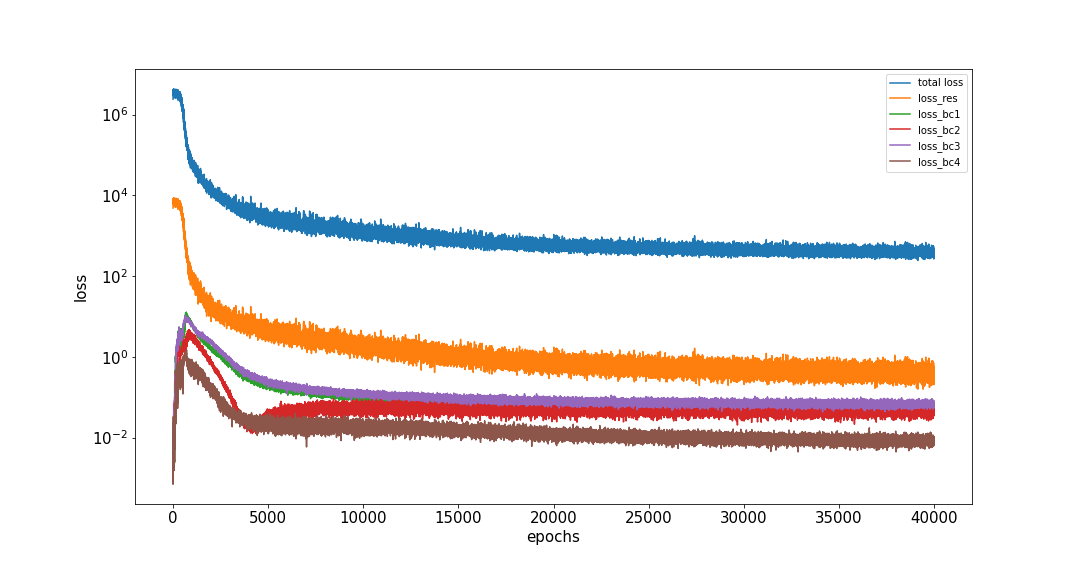 total loss
loss_res
loss_bc1
loss_bc2
loss_bc3
loss_bc4
10^6
10^4
10^2
10^0
10^−2
loss
0 5000 10000 15000 20000 25000 30000 35000 40000
epochs